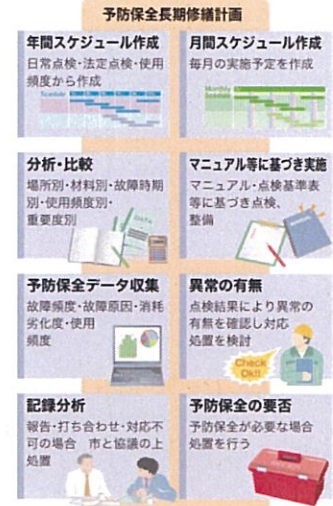 予防保全長期修繕計画
年間スケジュール作成
日常点検・法定点検・使用
頻度から作成
Schedule
月間スケジュール作成
毎月の実施予定を作成
Monthly
Schedule
分析・比較
場所別・材料別・故障時期
別・使用頻度別・
重要度別
DATA
マニュアル等に基づき実施
マニュアル・点検基準表
等に基づき点検、
整備
MANUAL
予防保全データ収集
故障頻度・故障原因・消耗
劣化度・使用
頻度
異常の有無
点検結果により異常の
有無を確認し対応
処置を検討
Check
Ok!!
記録分析
報告・打ち合わせ・対応不
可の場合　市と協議の上
処置
予防保全の要否
予防保全が必要な場合
処置を行う